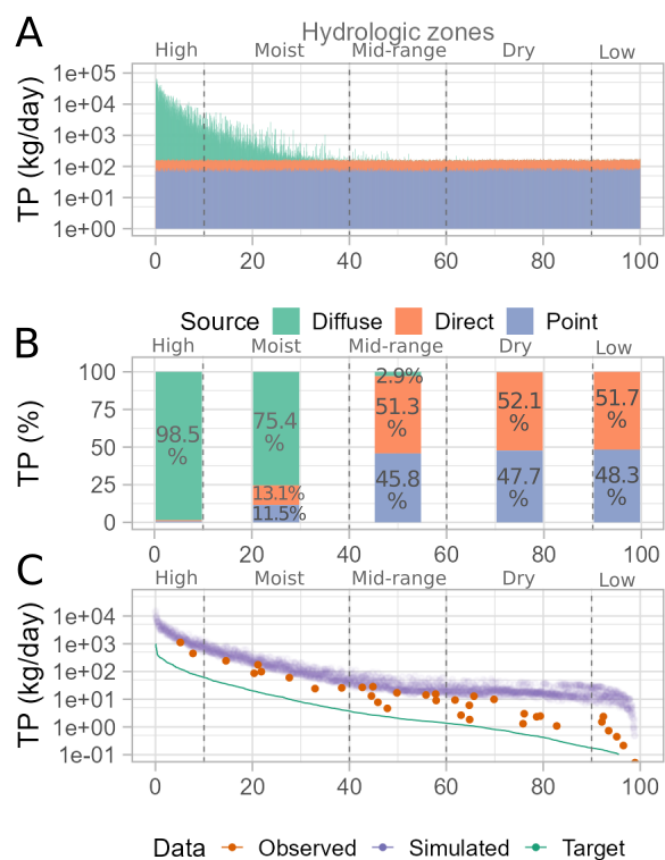 A
Hydrologic zones
High Moist Mid-range Dry Low
TP (kg/day)
1e+05
1e+04
1e+03
1e+02
1e+01
1e+00
0 20 40 60 80 100
Source Diffuse Direct Point
B
High Moist Mid-range Dry Low
TP (%)
100
75
50
25
0
98.5
%
75.4
%
13.1%
11.5%
2.9%
51.3
%
45.8
%
52.1
%
47.7
%
51.7
%
48.3
%
0 20 40 60 80 100
C
High Moist Mid-range Dry Low
TP (kg/day)
1e+04
1e+03
1e+02
1e+01
1e+00
1e-01
0 20 40 60 80 100
Data Observed Simulated Target